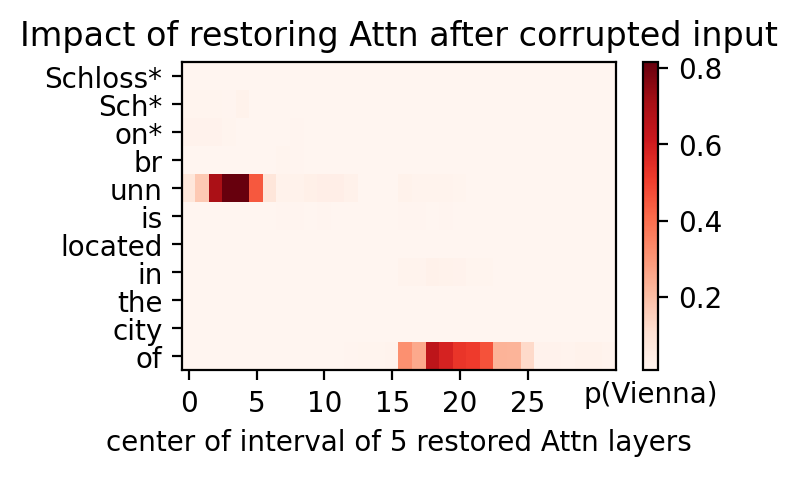 Impact of restoring Attn after corrupted input
Schloss*
Sch*
on*
br
unn
is
located
in
the
city
of
0 5 10 15 20 25
center of interval of 5 restored Attn layers
0.8
0.6
0.4
0.2
p(Vienna)